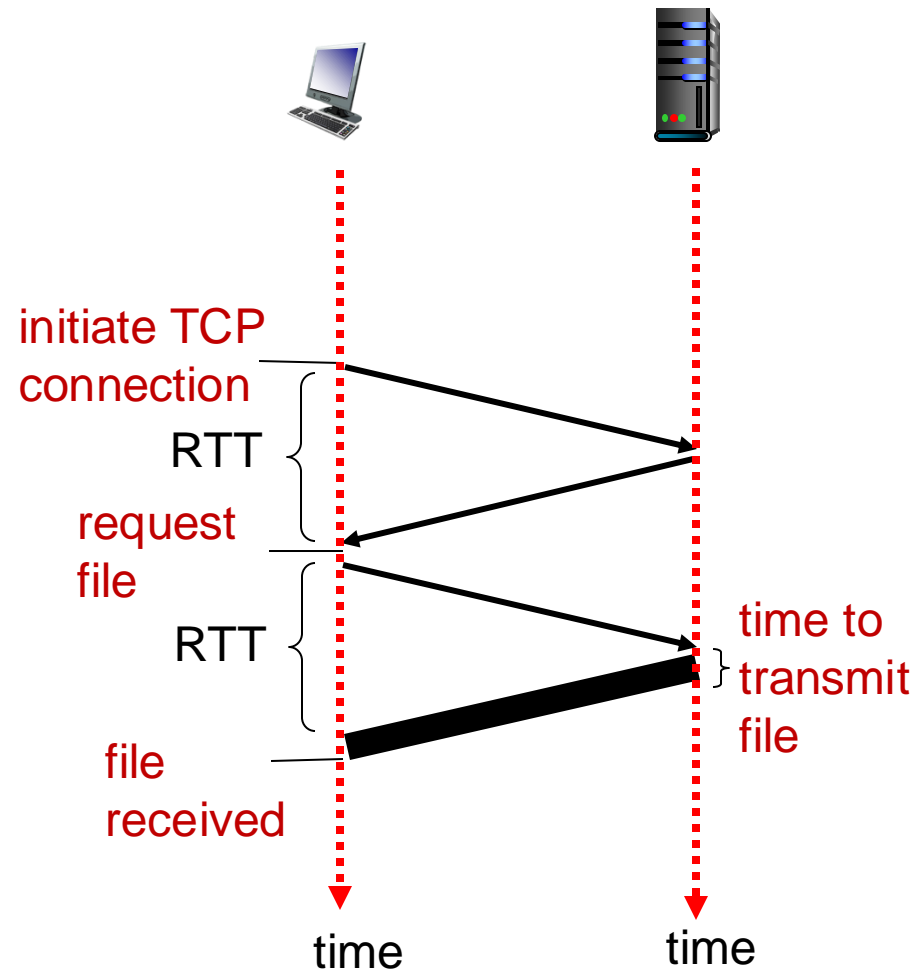 initiate TCP
connection
RTT
request
file
RTT
time to
transmit
file
file
received
time
time